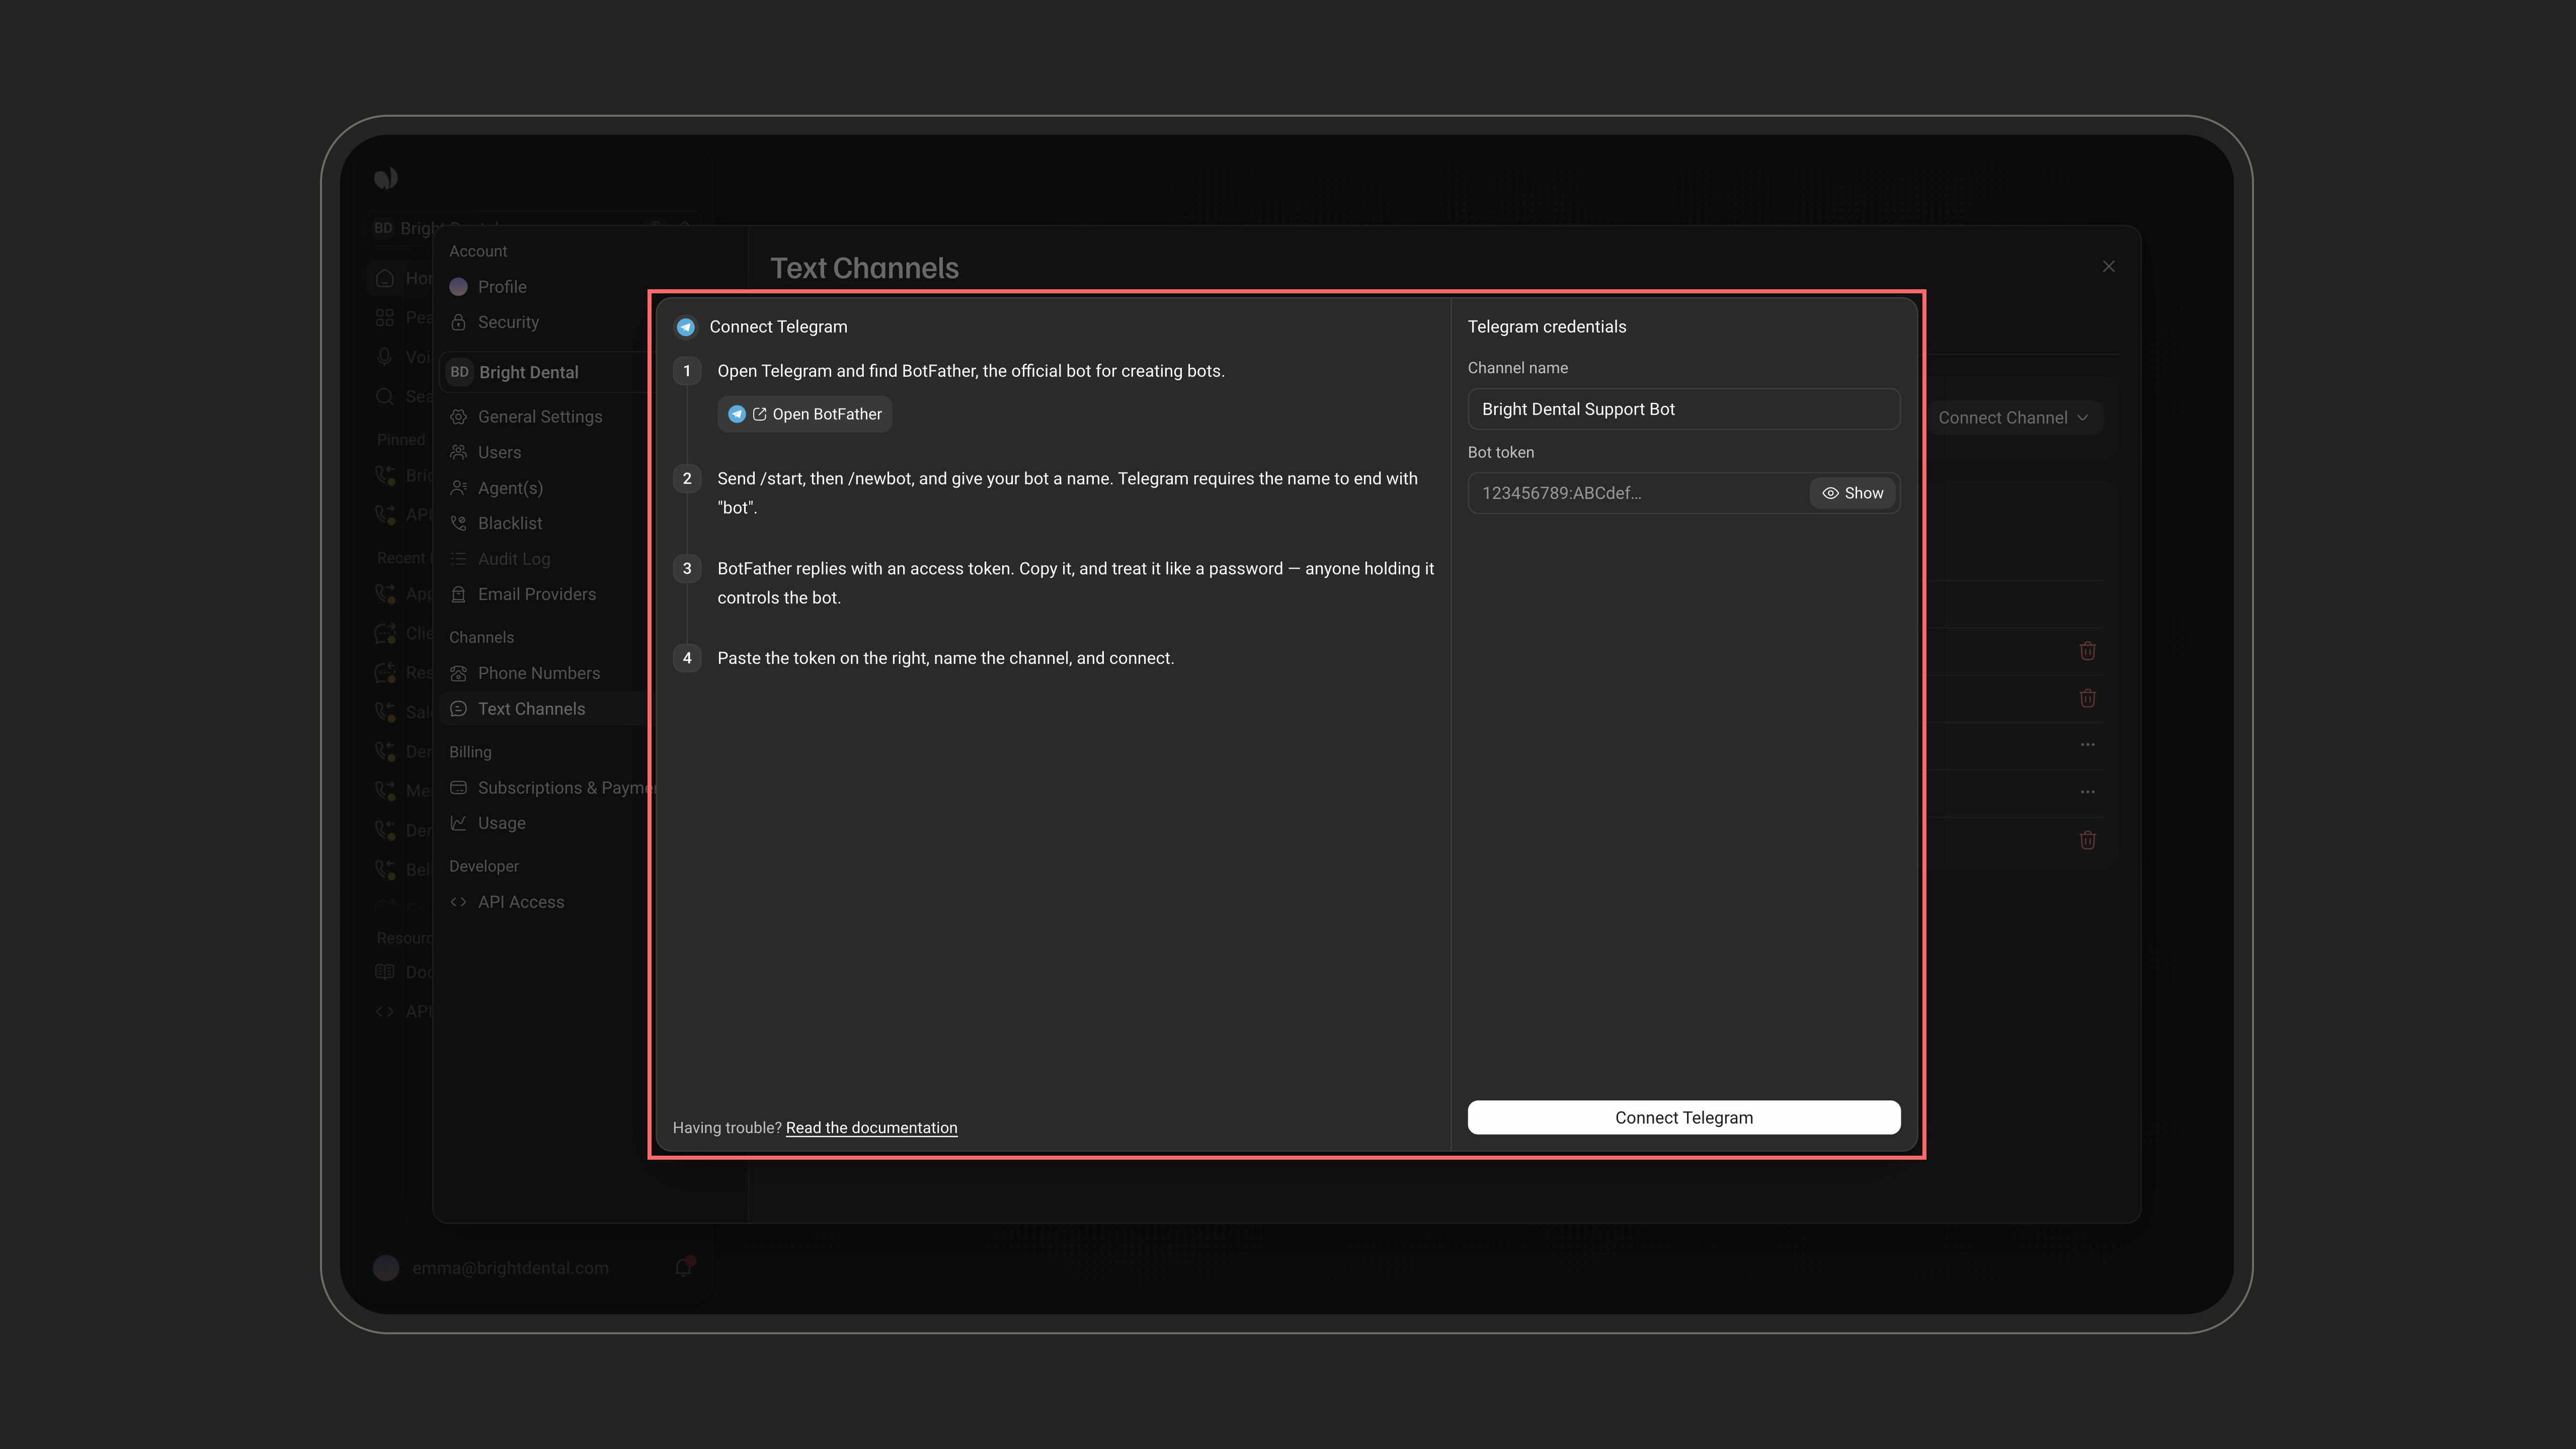 BD
Account
Profile
Security
BD Bright Dental
General Settings
Users
Agent(s)
Blacklist
Audit Log
Email Providers
Channels
Phone Numbers
Text Channels
Billing
Subscriptions &
Usage
Developer
API Access
Pinned
API
Recent
API
emma@brightdental.com
Text Channels
Connect Channel
Connect Telegram
1 Open Telegram and find BotFather, the official bot for creating bots.
Open BotFather
2 Send /start, then /newbot, and give your bot a name. Telegram requires the name to end with
"bot".
3 BotFather replies with an access token. Copy it, and treat it like a password — anyone holding it
controls the bot.
4 Paste the token on the right, name the channel, and connect.
Having trouble? Read the documentation
Telegram credentials
Channel name
Bright Dental Support Bot
Bot token
123456789:ABCdef...
Show
Connect Telegram